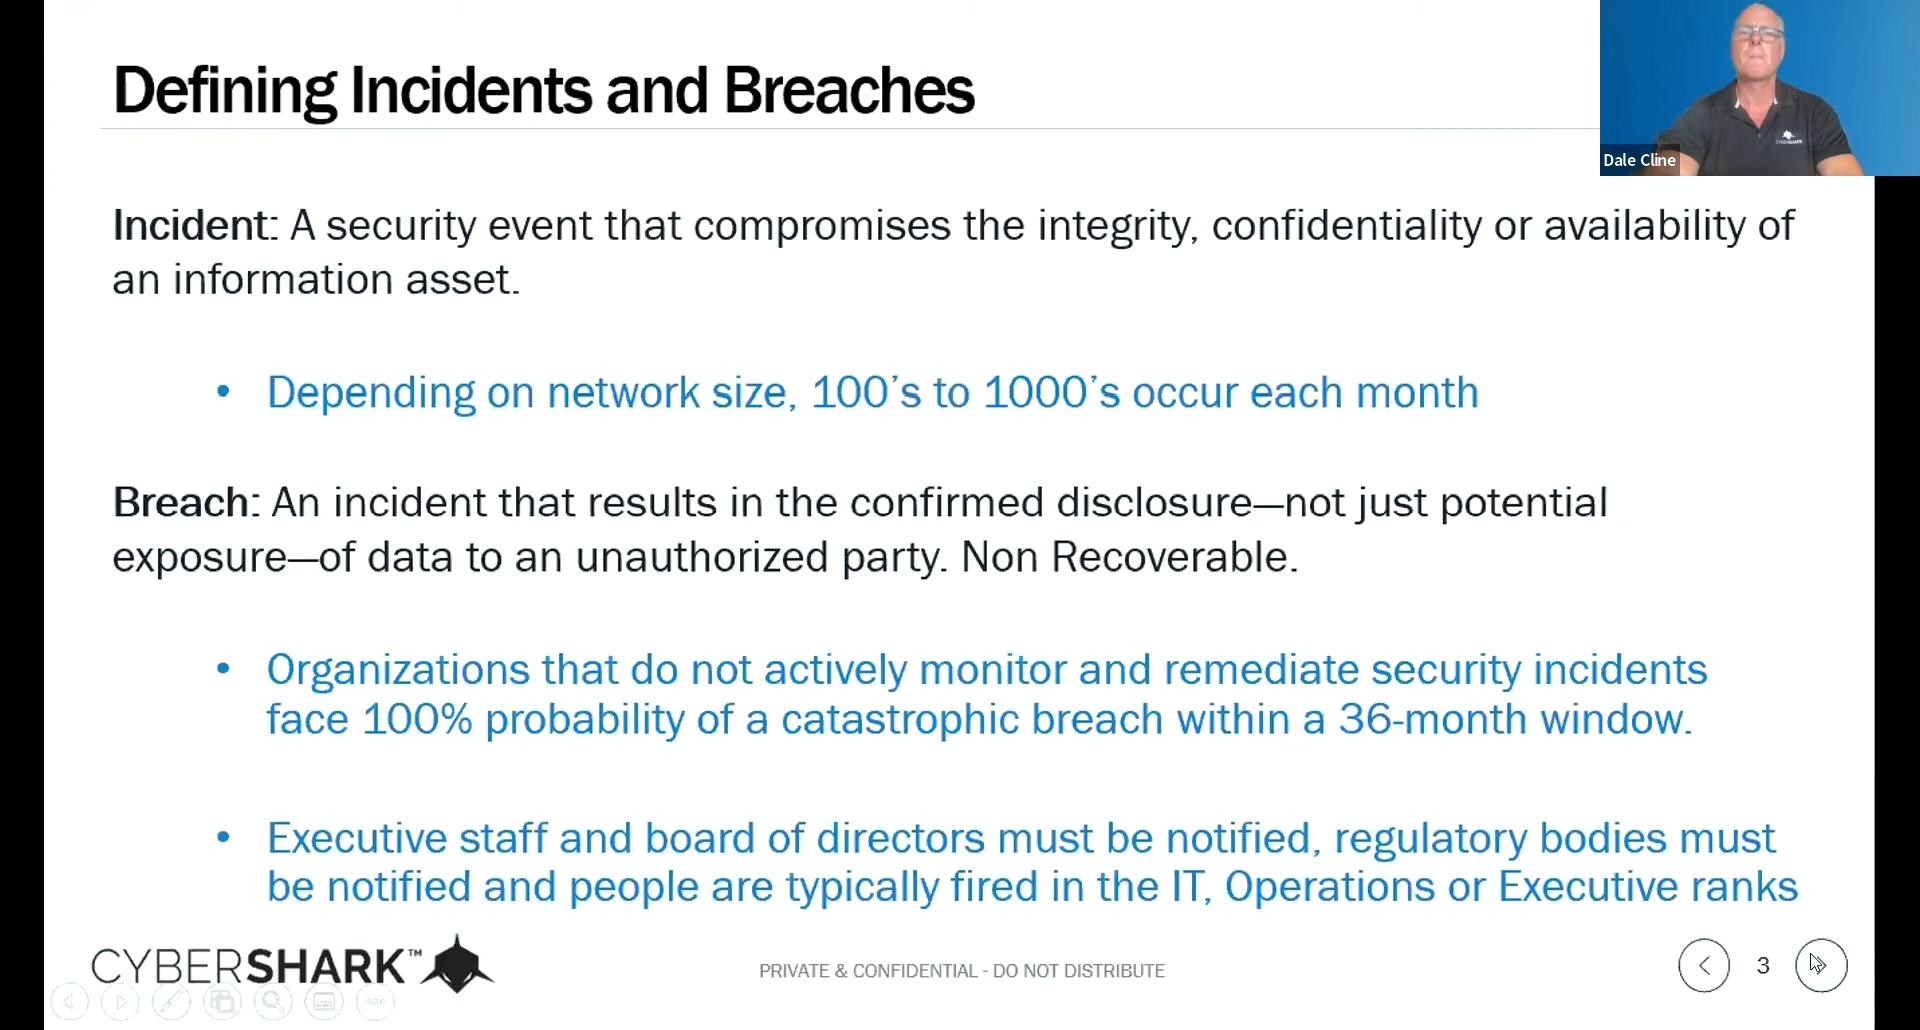 Defining Incidents and Breaches
Dale Cline
Incident: A security event that compromises the integrity, confidentiality or availability of
an information asset.
• Depending on network size, 100’s to 1000’s occur each month
Breach: An incident that results in the confirmed disclosure—not just potential
exposure—of data to an unauthorized party. Non Recoverable.
• Organizations that do not actively monitor and remediate security incidents
face 100% probability of a catastrophic breach within a 36-month window.
• Executive staff and board of directors must be notified, regulatory bodies must
be notified and people are typically fired in the IT, Operations or Executive ranks
CYBERSHARK™
PRIVATE & CONFIDENTIAL - DO NOT DISTRIBUTE
3
CYBERSHARK